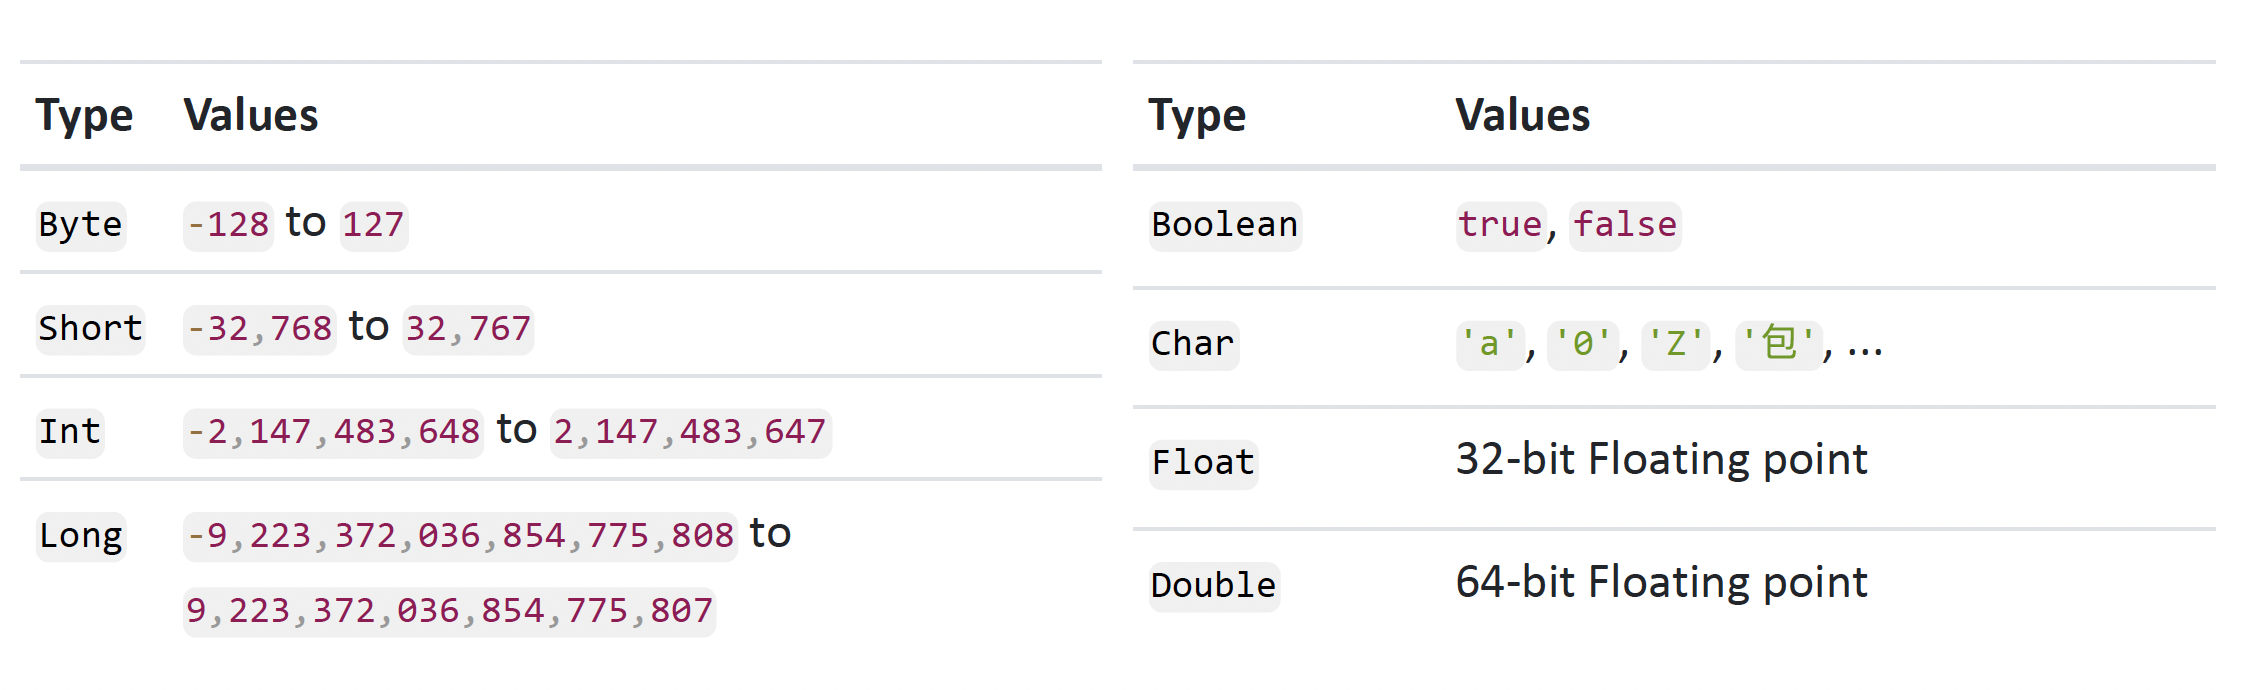 Type Values
Byte -128 to 127
Short -32,768 to 32,767
Int -2,147,483,648 to 2,147,483,647
Long -9,223,372,036,854,775,808 to
9,223,372,036,854,775,807
Type Values
Boolean true, false
Char 'a', '0', 'Z', '包', ...
Float 32-bit Floating point
Double 64-bit Floating point